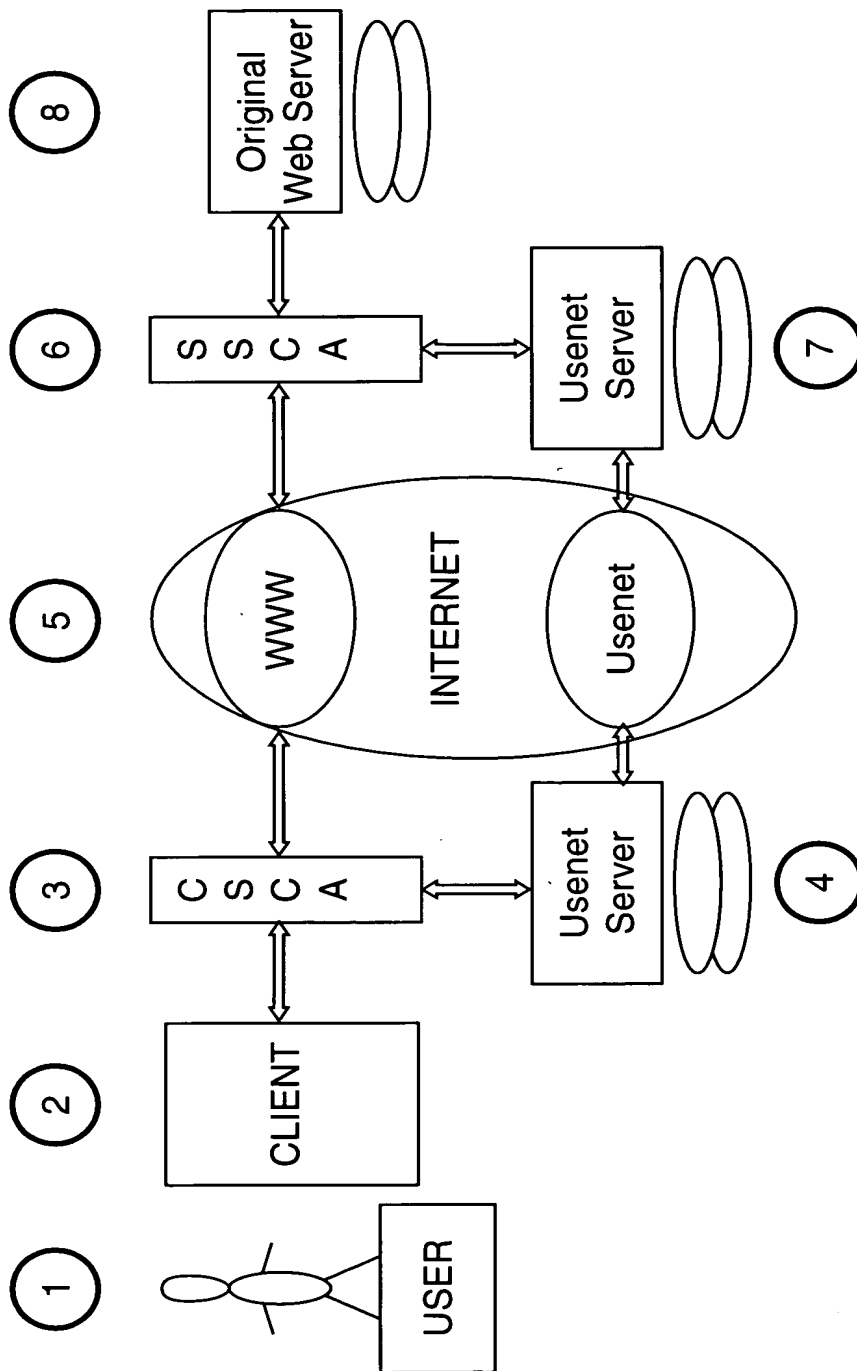 1
2
3
4
5
6
7
8
USER
CLIENT
C
S
C
A
Usenet
Server
WWW
INTERNET
Usenet
S
S
C
A
Usenet
Server
Original
Web Server